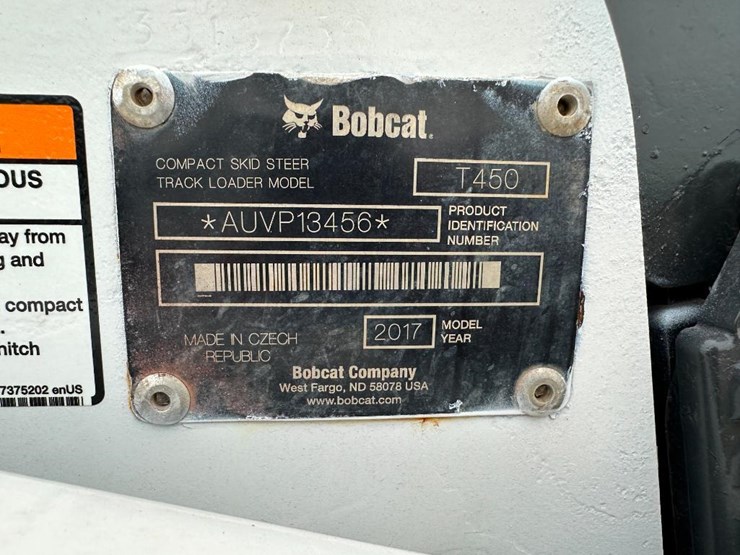 Bobcat.
COMPACT SKID STEER
TRACK LOADER MODEL
T450
*AUVP13456*
PRODUCT
IDENTIFICATION
NUMBER
MADE IN CZECH
REPUBLIC
2017
MODEL
YEAR
Bobcat Company
West Fargo, ND 58078 USA
www.bobcat.com
OUS
ay from
g and
compact
.
hitch
7375202 enUS